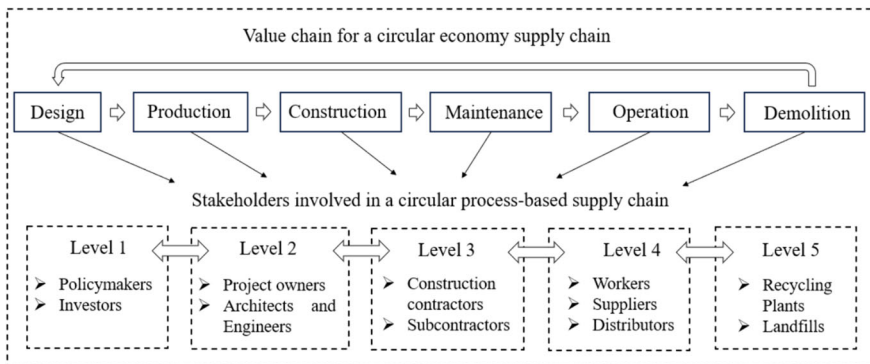 Value chain for a circular economy supply chain
Design Production Construction Maintenance Operation Demolition
Stakeholders involved in a circular process-based supply chain
Level 1
Policymakers
Investors
Level 2
Project owners
Architects and
Engineers
Level 3
Construction
contractors
Subcontractors
Level 4
Workers
Suppliers
Distributors
Level 5
Recycling
Plants
Landfills